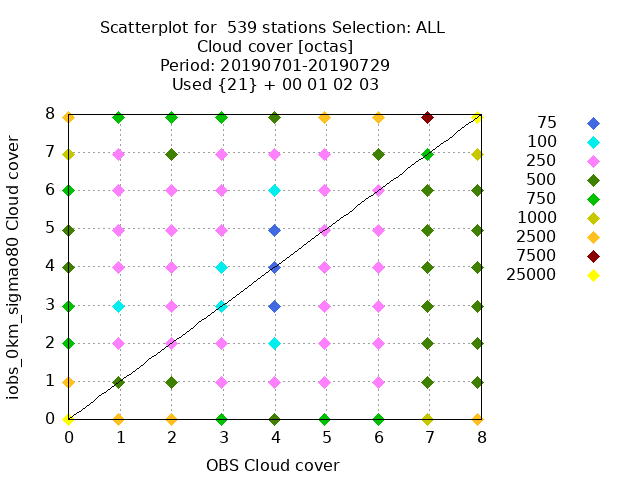 Scatterplot for  539 stations Selection: ALL
Cloud cover [octas]
Period: 20190701-20190729
Used {21} + 00 01 02 03
8
7
6
5
4
3
2
1
0
0 1 2 3 4 5 6 7 8
iobs_0km_sigmao80 Cloud cover
OBS Cloud cover
75
100
250
500
750
1000
2500
7500
25000